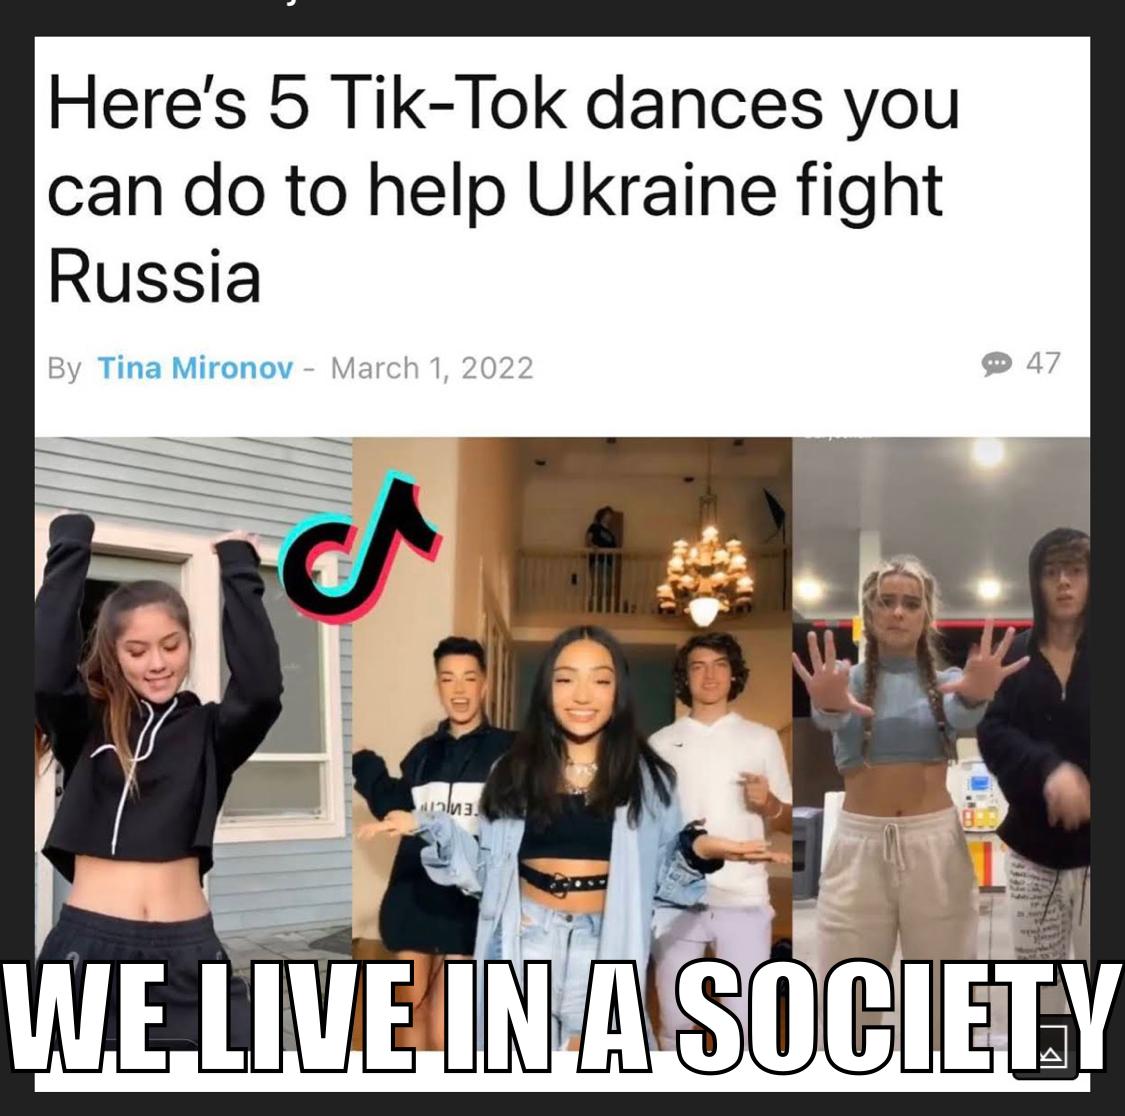 Here's 5 Tik-Tok dances you
can do to help Ukraine fight
Russia
By Tina Mironov - March 1, 2022
47
WE LIVE IN A SOCIETY